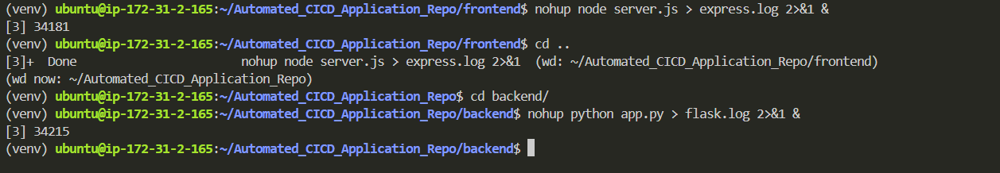 (venv) ubuntu@ip-172-31-2-165:~/Automated_CICD_Application_Repo/frontend$ nohup node server.js > express.log 2>&1 &
[3] 34181
(venv) ubuntu@ip-172-31-2-165:~/Automated_CICD_Application_Repo/frontend$ cd ..
[3]+  Done                    nohup node server.js > express.log 2>&1  (wd: ~/Automated_CICD_Application_Repo/frontend)
(wd now: ~/Automated_CICD_Application_Repo)
(venv) ubuntu@ip-172-31-2-165:~/Automated_CICD_Application_Repo$ cd backend/
(venv) ubuntu@ip-172-31-2-165:~/Automated_CICD_Application_Repo/backend$ nohup python app.py > flask.log 2>&1 &
[3] 34215
(venv) ubuntu@ip-172-31-2-165:~/Automated_CICD_Application_Repo/backend$